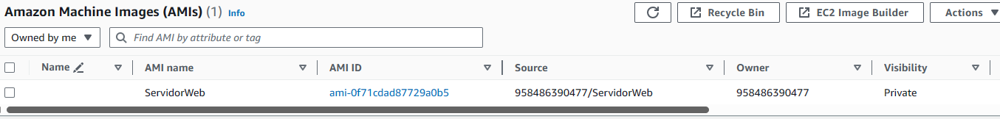 Amazon Machine Images (AMIs) (1) Info
Recycle Bin EC2 Image Builder Actions
Owned by me Find AMI by attribute or tag
Name AMI name AMI ID Source Owner Visibility
ServidorWeb ami-0f71cdad87729a0b5 958486390477/ServidorWeb 958486390477 Private